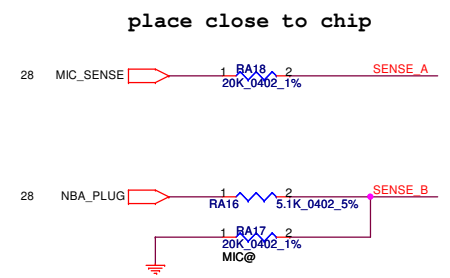 place close to chip
28 MIC_SENSE 1 RA18 2 SENSE_A
20K_0402_1%
28 NBA_PLUG 1 2 SENSE_B
RA16 5.1K_0402_5%
1 RA17 2
20K_0402_1%
MIC@